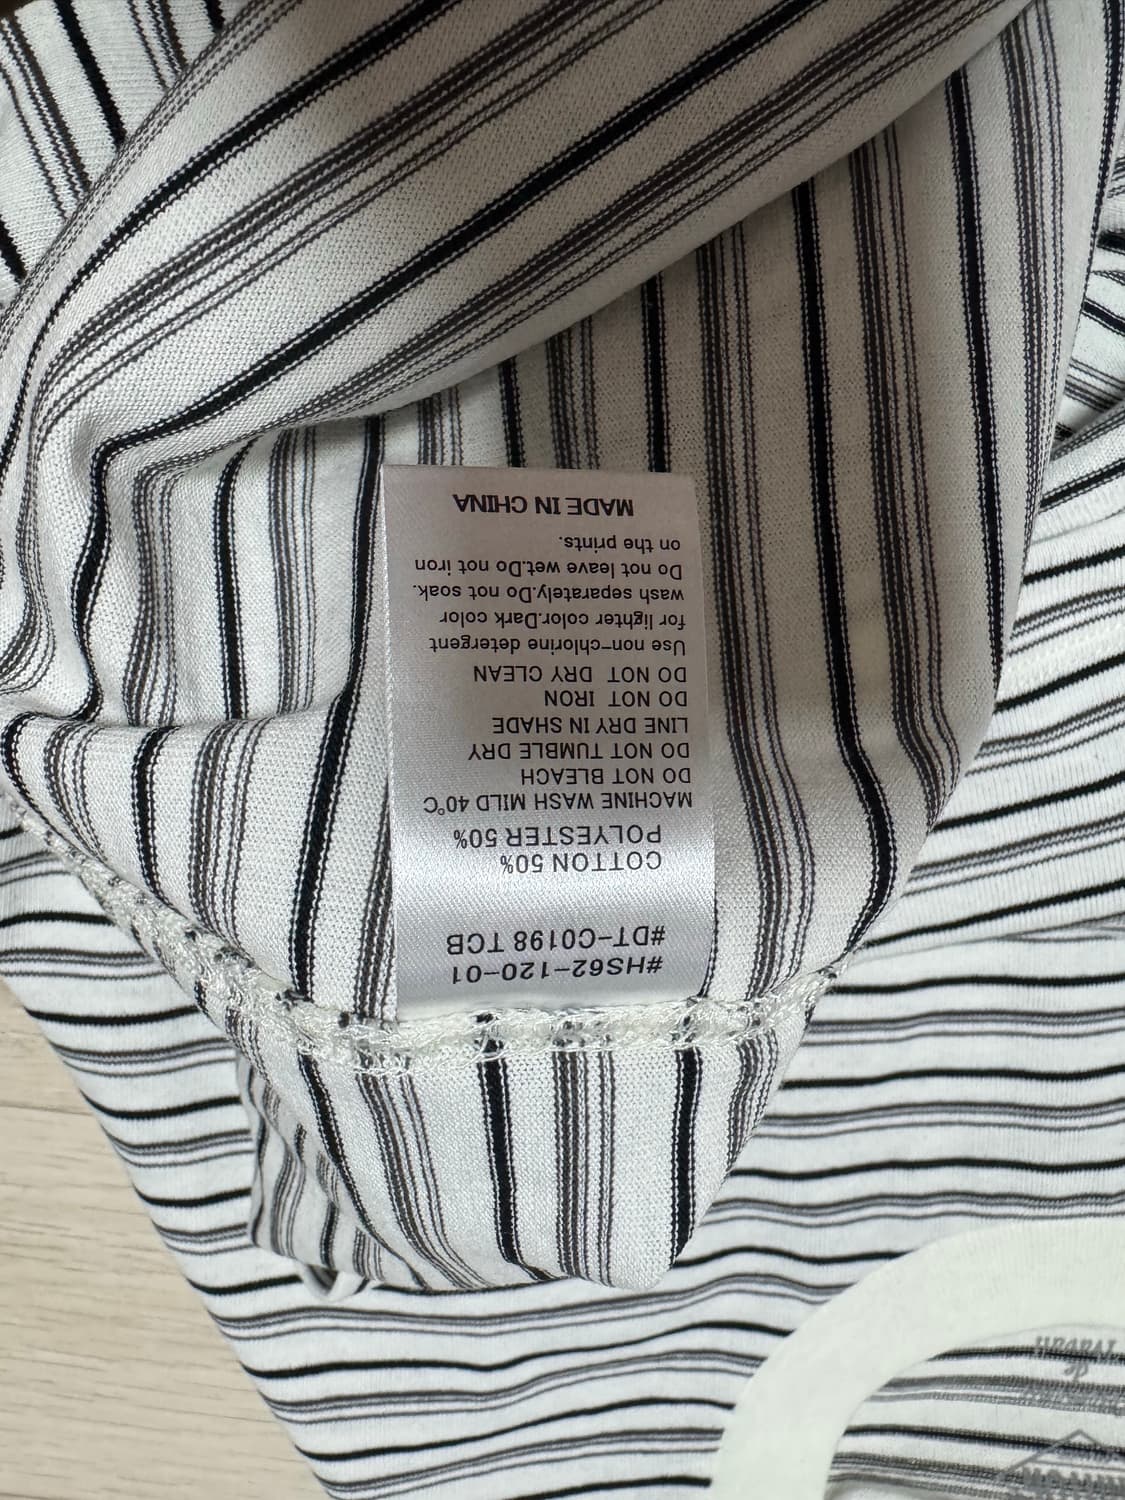 #HS62-120-01
#DT-C0198 TCB
COTTON 50%
POLYESTER 50%
MACHINE WASH MILD 40°C
DO NOT BLEACH
DO NOT TUMBLE DRY
LINE DRY IN SHADE
DO NOT IRON
DO NOT DRY CLEAN
Use non-chlorine detergent
for lighter color.Dark color
wash separately.Do not soak.
Do not leave wet.Do not iron
on the prints.
MADE IN CHINA